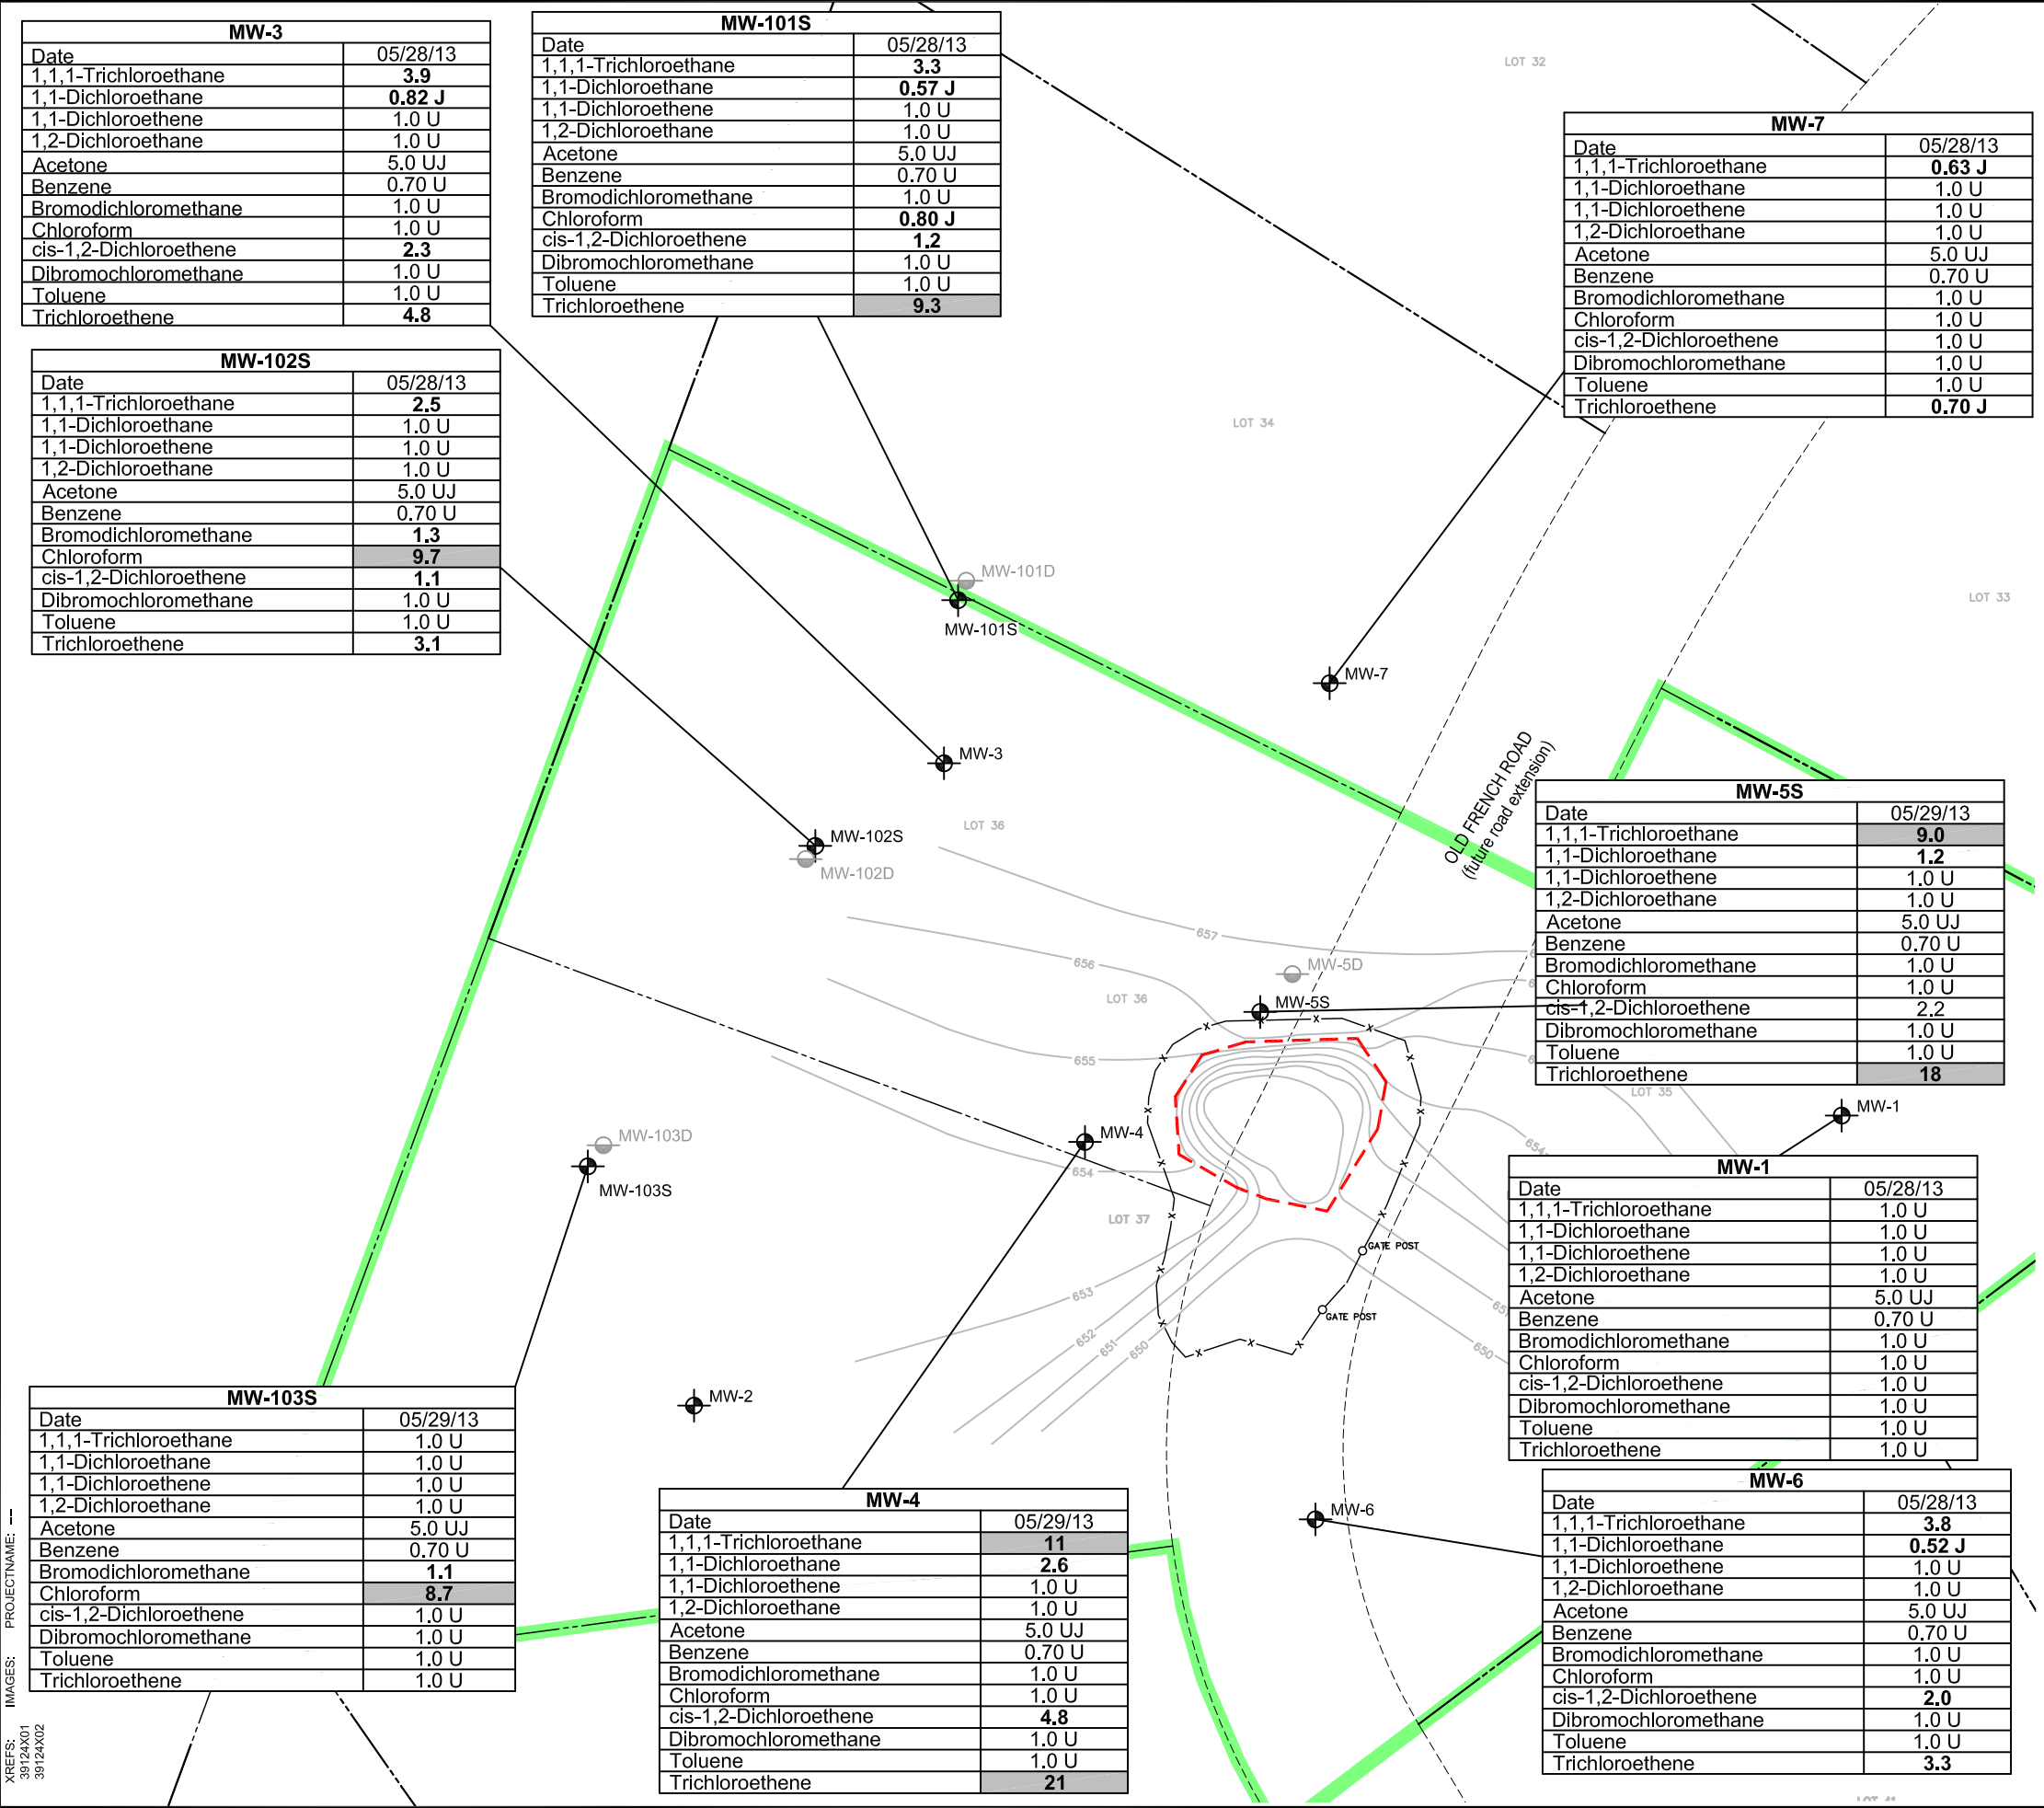 MW-3
Date 05/28/13
1,1,1-Trichloroethane 3.9
1,1-Dichloroethane 0.82 J
1,1-Dichloroethene 1.0 U
1,2-Dichloroethane 1.0 U
Acetone 5.0 UJ
Benzene 0.70 U
Bromodichloromethane 1.0 U
Chloroform 1.0 U
cis-1,2-Dichloroethene 2.3
Dibromochloromethane 1.0 U
Toluene 1.0 U
Trichloroethene 4.8
MW-101S
Date 05/28/13
1,1,1-Trichloroethane 3.3
1,1-Dichloroethane 0.57 J
1,1-Dichloroethene 1.0 U
1,2-Dichloroethane 1.0 U
Acetone 5.0 UJ
Benzene 0.70 U
Bromodichloromethane 1.0 U
Chloroform 0.80 J
cis-1,2-Dichloroethene 1.2
Dibromochloromethane 1.0 U
Toluene 1.0 U
Trichloroethene 9.3
LOT 32
MW-7
Date 05/28/13
1,1,1-Trichloroethane 0.63 J
1,1-Dichloroethane 1.0 U
1,1-Dichloroethene 1.0 U
1,2-Dichloroethane 1.0 U
Acetone 5.0 UJ
Benzene 0.70 U
Bromodichloromethane 1.0 U
Chloroform 1.0 U
cis-1,2-Dichloroethene 1.0 U
Dibromochloromethane 1.0 U
Toluene 1.0 U
Trichloroethene 0.70 J
MW-102S
Date 05/28/13
1,1,1-Trichloroethane 2.5
1,1-Dichloroethane 1.0 U
1,1-Dichloroethene 1.0 U
1,2-Dichloroethane 1.0 U
Acetone 5.0 UJ
Benzene 0.70 U
Bromodichloromethane 1.3
Chloroform 9.7
cis-1,2-Dichloroethene 1.1
Dibromochloromethane 1.0 U
Toluene 1.0 U
Trichloroethene 3.1
LOT 34
MW-101D
MW-101S
LOT 33
MW-7
MW-3
OLD FRENCH ROAD
(future road extension)
LOT 36
MW-102S
MW-102D
MW-5S
Date 05/29/13
1,1,1-Trichloroethane 9.0
1,1-Dichloroethane 1.2
1,1-Dichloroethene 1.0 U
1,2-Dichloroethane 1.0 U
Acetone 5.0 UJ
Benzene 0.70 U
Bromodichloromethane 1.0 U
Chloroform 1.0 U
cis-1,2-Dichloroethene 2.2
Dibromochloromethane 1.0 U
Toluene 1.0 U
Trichloroethene 18
657
656
MW-5D
LOT 36
MW-5S
655
LOT 35
MW-1
MW-4
MW-103D
MW-103S
654
654
LOT 37
GATE POST
653
GATE POST
652
651
650
650
MW-1
Date 05/28/13
1,1,1-Trichloroethane 1.0 U
1,1-Dichloroethane 1.0 U
1,1-Dichloroethene 1.0 U
1,2-Dichloroethane 1.0 U
Acetone 5.0 UJ
Benzene 0.70 U
Bromodichloromethane 1.0 U
Chloroform 1.0 U
cis-1,2-Dichloroethene 1.0 U
Dibromochloromethane 1.0 U
Toluene 1.0 U
Trichloroethene 1.0 U
MW-2
MW-103S
Date 05/29/13
1,1,1-Trichloroethane 1.0 U
1,1-Dichloroethane 1.0 U
1,1-Dichloroethene 1.0 U
1,2-Dichloroethane 1.0 U
Acetone 5.0 UJ
Benzene 0.70 U
Bromodichloromethane 1.1
Chloroform 8.7
cis-1,2-Dichloroethene 1.0 U
Dibromochloromethane 1.0 U
Toluene 1.0 U
Trichloroethene 1.0 U
MW-4
Date 05/29/13
1,1,1-Trichloroethane 11
1,1-Dichloroethane 2.6
1,1-Dichloroethene 1.0 U
1,2-Dichloroethane 1.0 U
Acetone 5.0 UJ
Benzene 0.70 U
Bromodichloromethane 1.0 U
Chloroform 1.0 U
cis-1,2-Dichloroethene 4.8
Dibromochloromethane 1.0 U
Toluene 1.0 U
Trichloroethene 21
MW-6
MW-6
Date 05/28/13
1,1,1-Trichloroethane 3.8
1,1-Dichloroethane 0.52 J
1,1-Dichloroethene 1.0 U
1,2-Dichloroethane 1.0 U
Acetone 5.0 UJ
Benzene 0.70 U
Bromodichloromethane 1.0 U
Chloroform 1.0 U
cis-1,2-Dichloroethene 2.0
Dibromochloromethane 1.0 U
Toluene 1.0 U
Trichloroethene 3.3
XREFS: IMAGES: PROJECTNAME: --
39124X01
39124X02